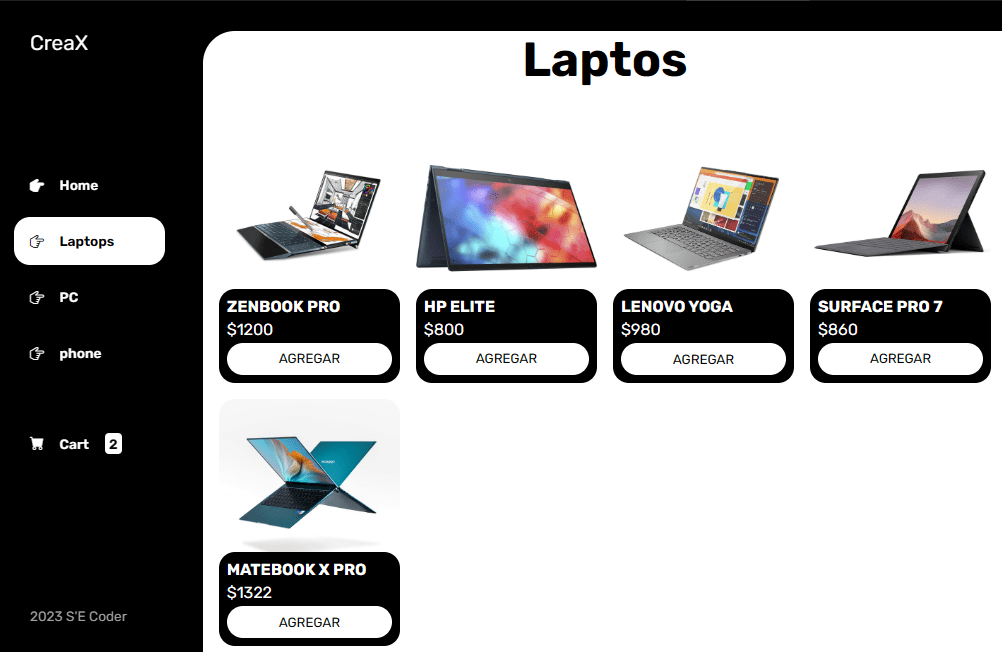 CreaX
Home
Laptops
PC
phone
Cart 2
2023 S'E Coder
Laptos
ZENBOOK PRO
$1200
AGREGAR
HP ELITE
$800
AGREGAR
LENOVO YOGA
$980
AGREGAR
SURFACE PRO 7
$860
AGREGAR
MATEBOOK X PRO
$1322
AGREGAR